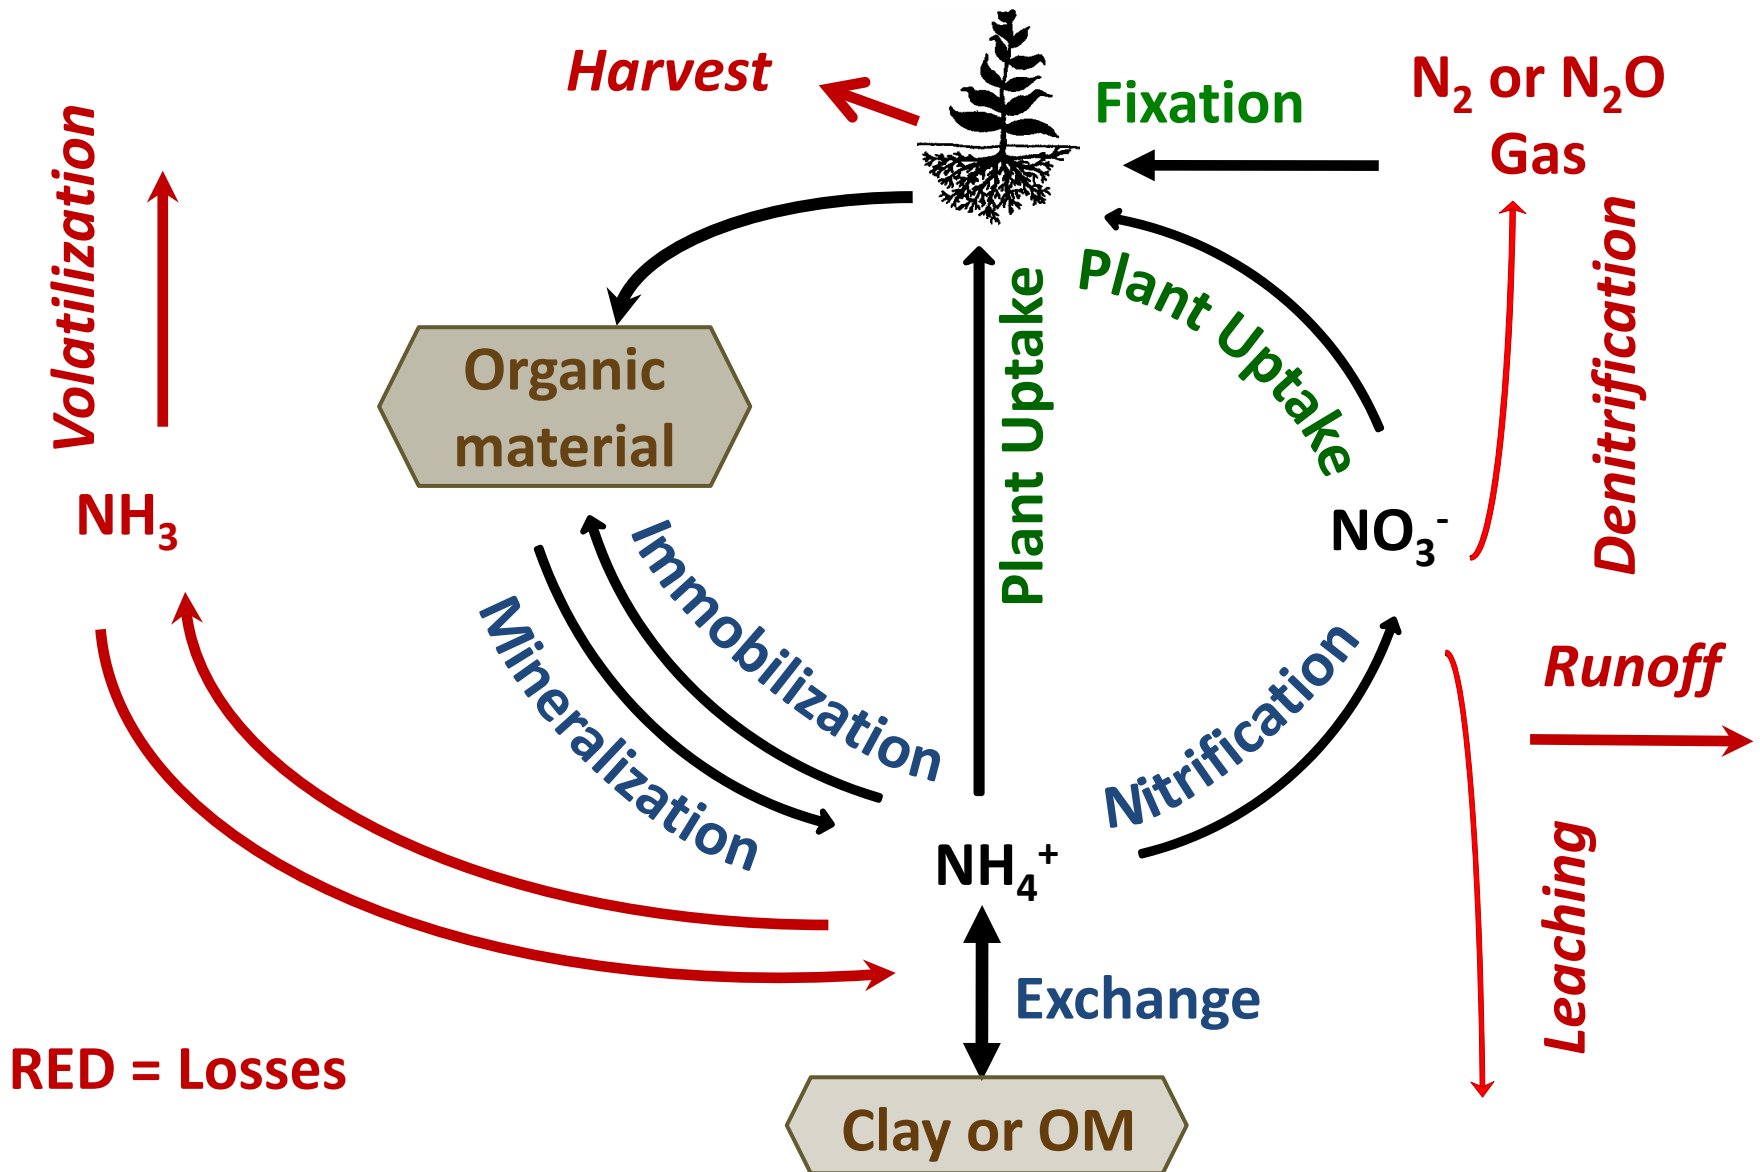 Harvest
Fixation
N₂ or N₂O
Gas
Volatilization
Plant Uptake
Plant Uptake
Denitrification
Organic
material
NH₃
NO₃⁻
Immobilization
Mineralization
Nitrification
Runoff
NH₄⁺
Leaching
Exchange
RED = Losses
Clay or OM